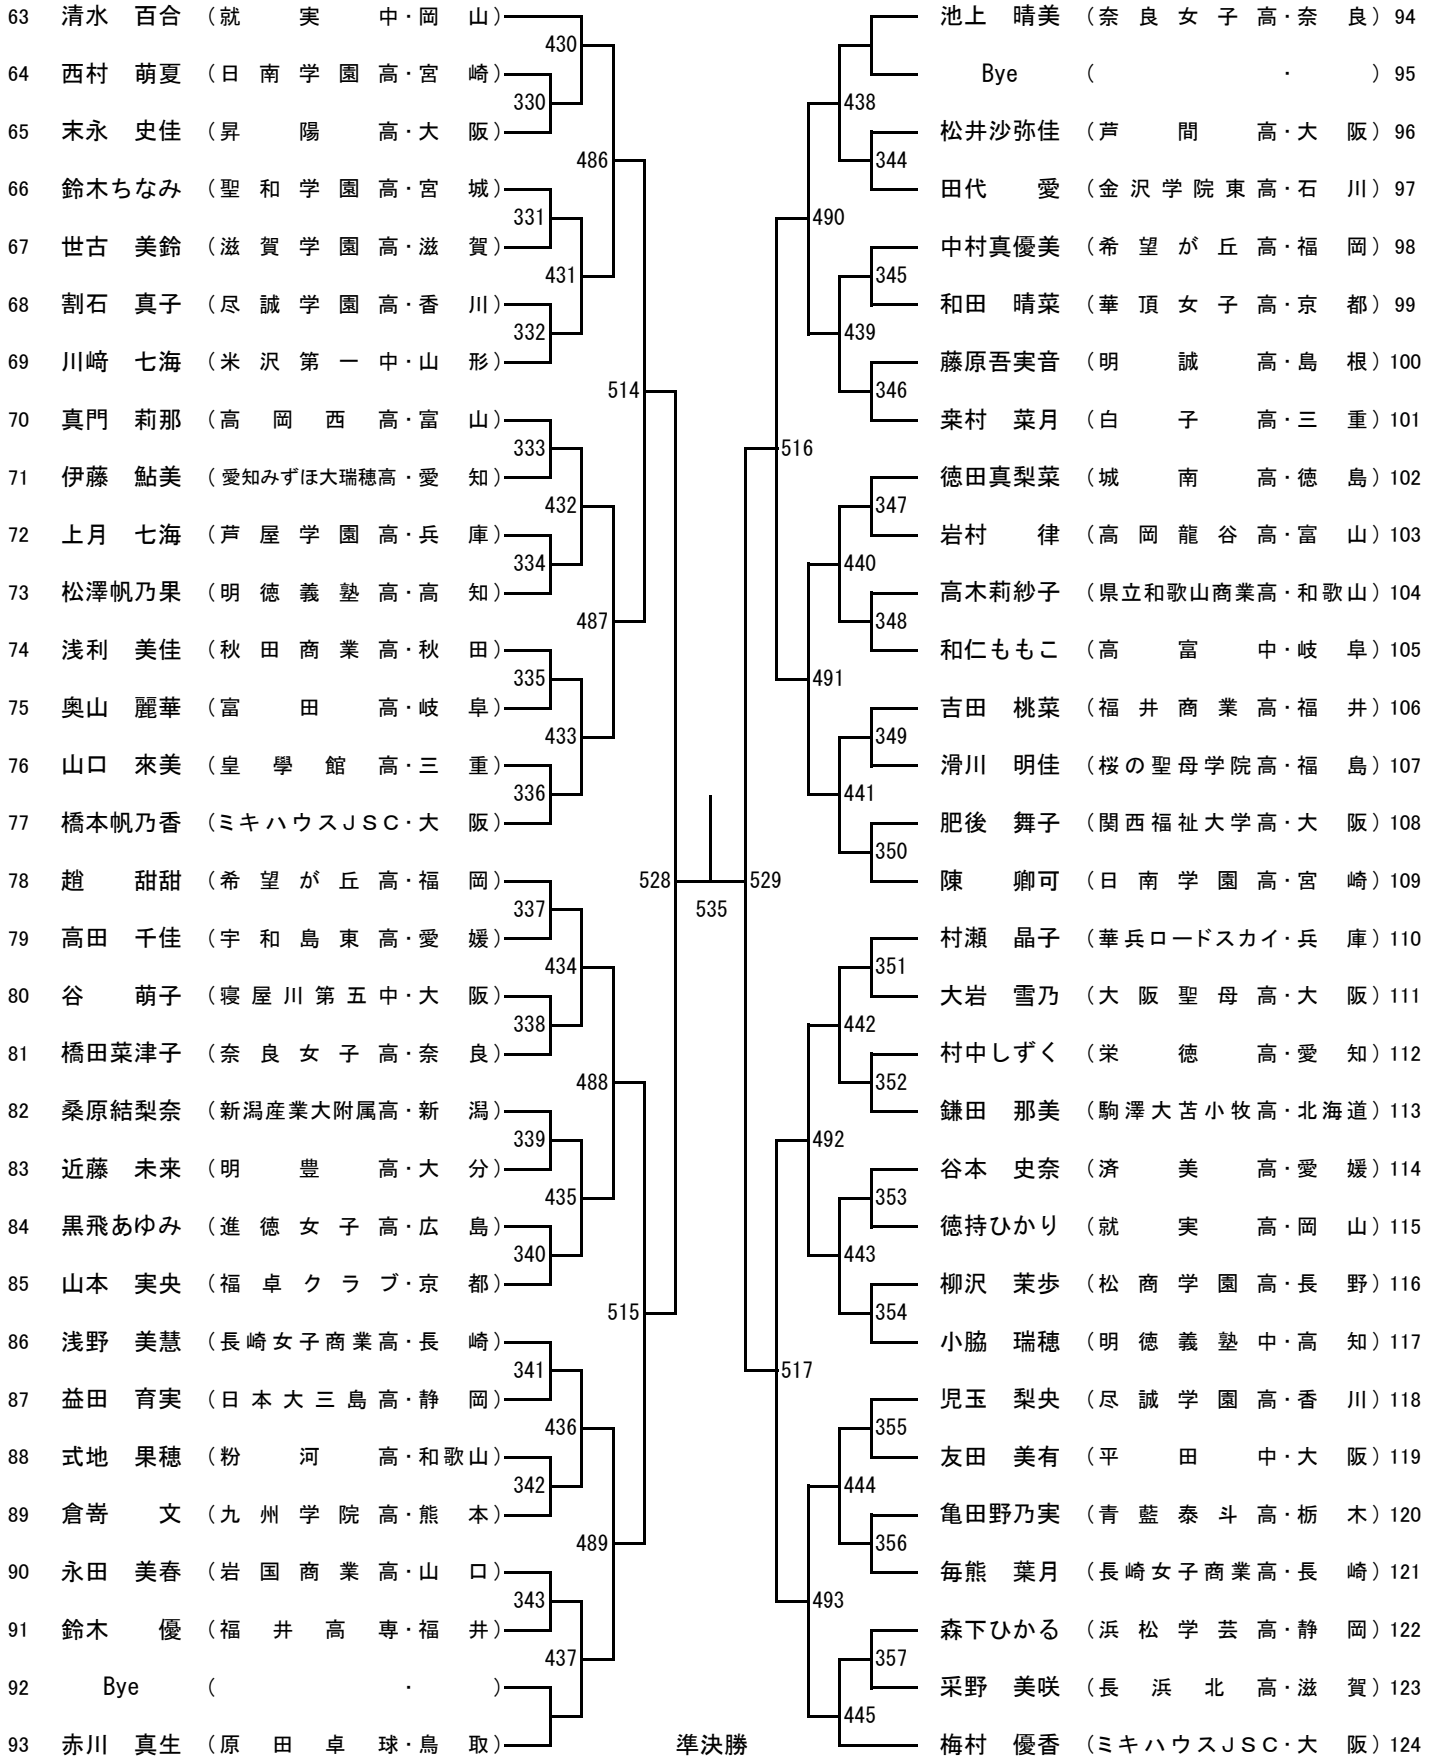 63 清水 百合 （就実中・岡山）
64 西村 萌夏 （日南学園高・宮崎）
65 末永 史佳 （昇陽高・大阪）
66 鈴木ちなみ （聖和学園高・宮城）
67 世古 美鈴 （滋賀学園高・滋賀）
68 割石 真子 （尽誠学園高・香川）
69 川﨑 七海 （米沢第一中・山形）
70 真門 莉那 （高岡西高・富山）
71 伊藤 鮎美 （愛知みずほ大瑞穂高・愛知）
72 上月 七海 （芦屋学園高・兵庫）
73 松澤帆乃果 （明徳義塾高・高知）
74 浅利 美佳 （秋田商業高・秋田）
75 奥山 麗華 （富田高・岐阜）
76 山口 來美 （皇學館高・三重）
77 橋本帆乃香 （ミキハウスＪＳＣ・大阪）
78 趙 甜甜 （希望が丘高・福岡）
79 高田 千佳 （宇和島東高・愛媛）
80 谷 萌子 （寝屋川第五中・大阪）
81 橋田菜津子 （奈良女子高・奈良）
82 桑原結梨奈 （新潟産業大附属高・新潟）
83 近藤 未来 （明豊高・大分）
84 黒飛あゆみ （進徳女子高・広島）
85 山本 実央 （福卓クラブ・京都）
86 浅野 美慧 （長崎女子商業高・長崎）
87 益田 育実 （日本大三島高・静岡）
88 式地 果穂 （粉河高・和歌山）
89 倉嵜 文 （九州学院高・熊本）
90 永田 美春 （岩国商業高・山口）
91 鈴木 優 （福井高専・福井）
92 Bye （ ・ ）
93 赤川 真生 （原田卓球・鳥取）
430
330
486
331
431
332
514
333
432
334
487
335
433
336
528
337
434
338
488
339
435
340
515
341
436
342
489
343
437
535
準決勝
529
438
344
490
345
439
346
516
347
440
348
491
349
441
350
351
442
352
492
353
443
354
517
355
444
356
493
357
445
池上 晴美 （奈良女子高・奈良） 94
Bye （ ・ ） 95
松井沙弥佳 （芦間高・大阪） 96
田代 愛 （金沢学院東高・石川） 97
中村真優美 （希望が丘高・福岡） 98
和田 晴菜 （華頂女子高・京都） 99
藤原吾実音 （明誠高・島根） 100
桒村 菜月 （白子高・三重） 101
徳田真梨菜 （城南高・徳島） 102
岩村 律 （高岡龍谷高・富山） 103
高木莉紗子 （県立和歌山商業高・和歌山） 104
和仁ももこ （高富中・岐阜） 105
吉田 桃菜 （福井商業高・福井） 106
滑川 明佳 （桜の聖母学院高・福島） 107
肥後 舞子 （関西福祉大学高・大阪） 108
陳 卿可 （日南学園高・宮崎） 109
村瀬 晶子 （華兵ロードスカイ・兵庫） 110
大岩 雪乃 （大阪聖母高・大阪） 111
村中しずく （栄徳高・愛知） 112
鎌田 那美 （駒澤大苫小牧高・北海道） 113
谷本 史奈 （済美高・愛媛） 114
徳持ひかり （就実高・岡山） 115
柳沢 茉歩 （松商学園高・長野） 116
小脇 瑞穂 （明徳義塾中・高知） 117
児玉 梨央 （尽誠学園高・香川） 118
友田 美有 （平田中・大阪） 119
亀田野乃実 （青藍泰斗高・栃木） 120
毎熊 葉月 （長崎女子商業高・長崎） 121
森下ひかる （浜松学芸高・静岡） 122
采野 美咲 （長浜北高・滋賀） 123
梅村 優香 （ミキハウスＪＳＣ・大阪） 124